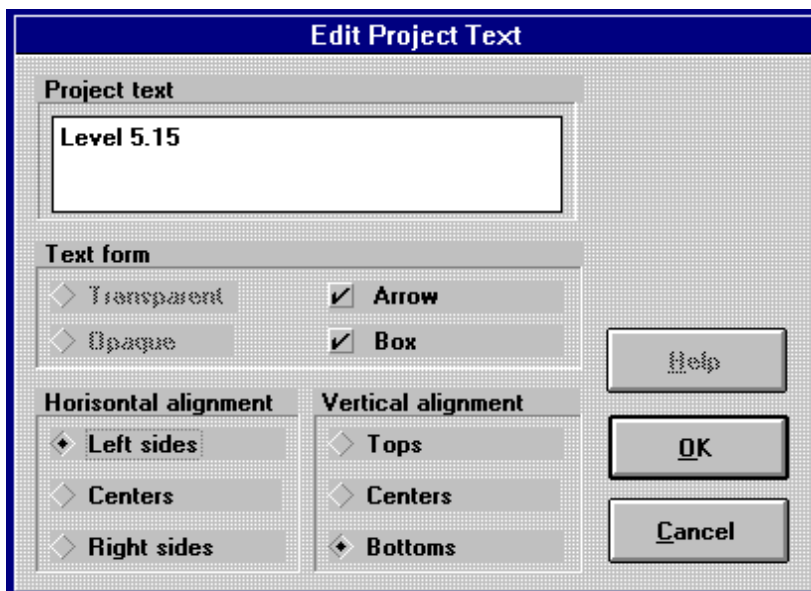 Edit Project Text
Project text
Level 5.15
Text form
Transparent
Arrow
Opaque
Box
Help
Horisontal alignment
Vertical alignment
Left sides
Tops
OK
Centers
Centers
Right sides
Bottoms
Cancel